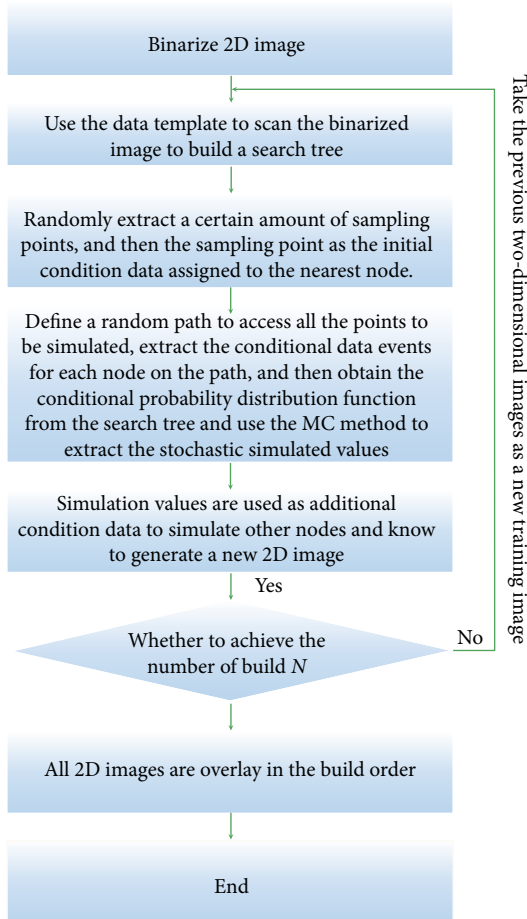 Binarize 2D image
Use the data template to scan the binarized
image to build a search tree
Randomly extract a certain amount of sampling
points, and then the sampling point as the initial
condition data assigned to the nearest node.
Define a random path to access all the points to
be simulated, extract the conditional data events
for each node on the path, and then obtain the
conditional probability distribution function
from the search tree and use the MC method to
extract the stochastic simulated values
Simulation values are used as additional
condition data to simulate other nodes and know
to generate a new 2D image
Yes
Whether to achieve the
number of build N
No
Take the previous two-dimensional images as a new training image
All 2D images are overlay in the build order
End